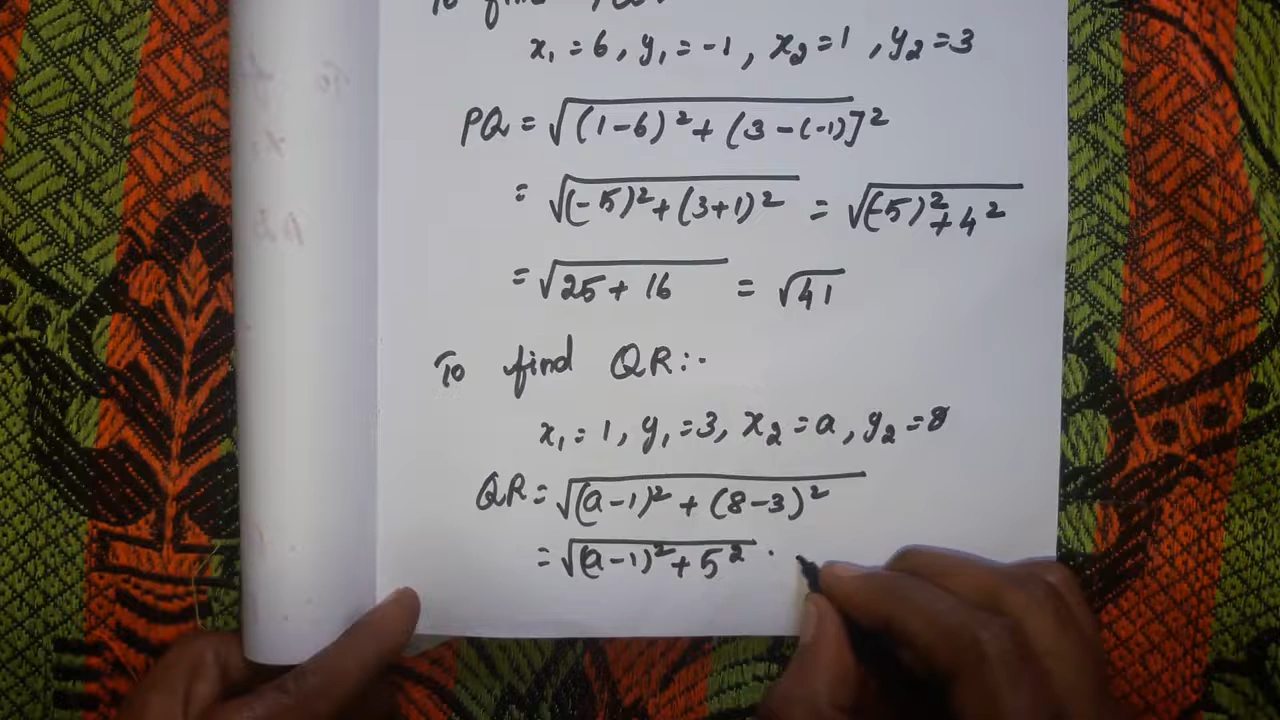 To find
x₁ = 6, y₁ = -1, x₂ = 1, y₂ = 3
PQ = √(1-6)² + (3-(-1)]²
= √(-5)² + (3+1)² = √(-5)² + 4²
= √25 + 16 = √41
To find QR:-
x₁ = 1, y₁ = 3, x₂ = a, y₂ = 8
QR = √(a-1)² + (8-3)²
= √(a-1)² + 5²